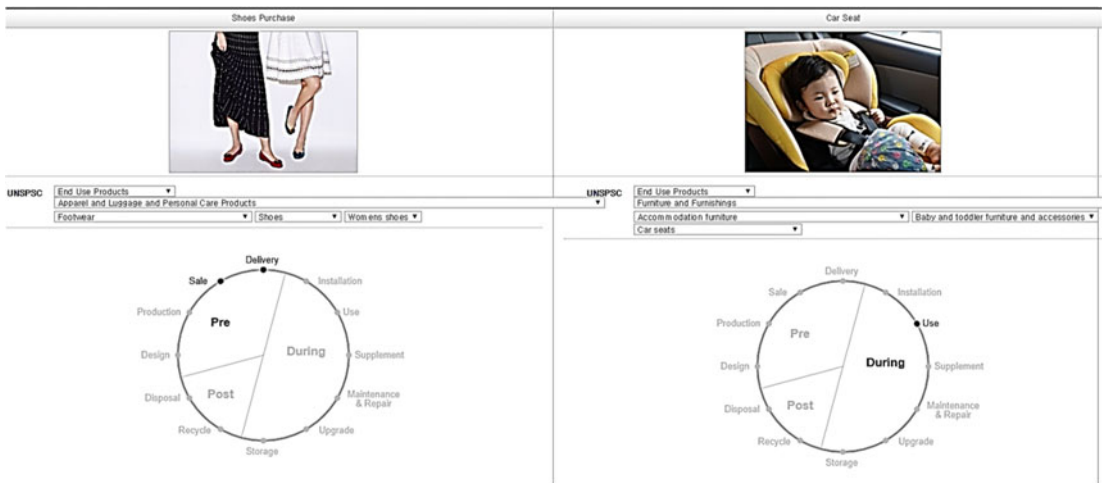 Shoes Purchase
UNSPSC
End Use Products
Apparel and Luggage and Personal Care Products
Footwear
Shoes
Womens shoes
Delivery
Sale
Installation
Production
Use
Pre
Design
During
Supplement
Post
Disposal
Maintenance
& Repair
Recycle
Upgrade
Storage
Car Seat
UNSPSC
End Use Products
Furniture and Furnishings
Accommodation furniture
Baby and toddler furniture and accessories
Car seats
Delivery
Sale
Installation
Production
Use
Pre
Design
During
Supplement
Post
Disposal
Maintenance
& Repair
Recycle
Upgrade
Storage